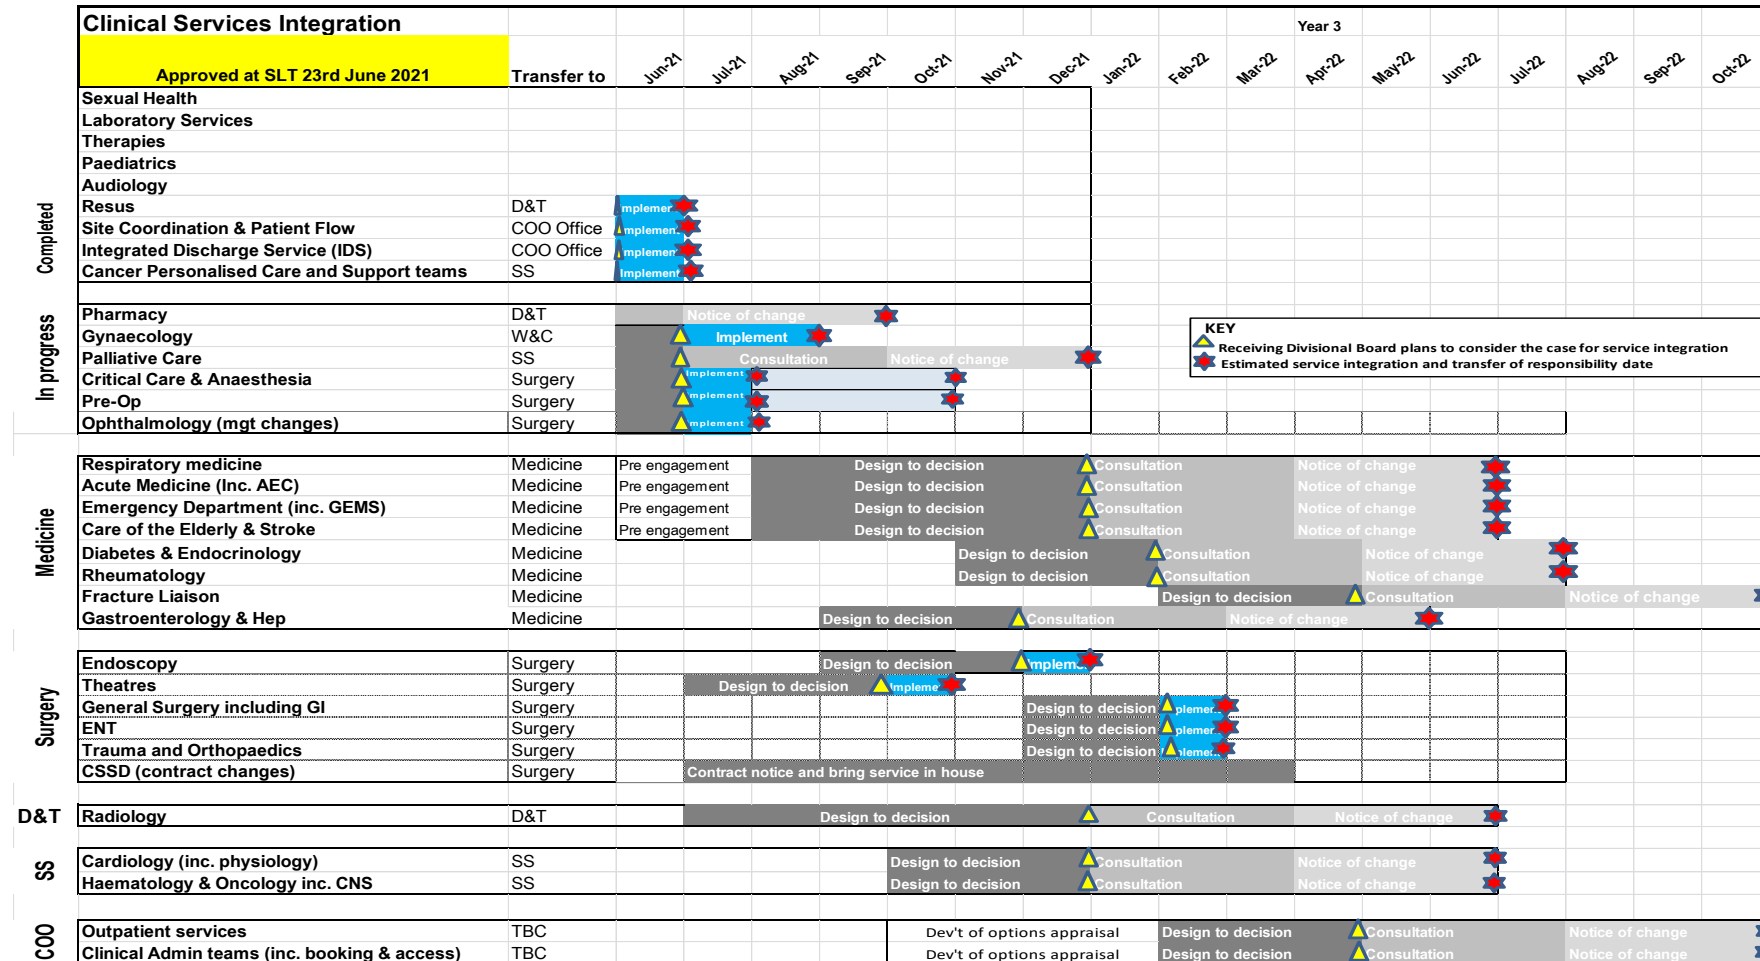 Clinical Services Integration
Year 3
Approved at SLT 23rd June 2021 Transfer to Jun-21 Jul-21 Aug-21 Sep-21 Oct-21 Nov-21 Dec-21 Jan-22 Feb-22 Mar-22 Apr-22 May-22 Jun-22 Jul-22 Aug-22 Sep-22 Oct-22
Completed
Sexual Health
Laboratory Services
Therapies
Paediatrics
Audiology
Resus D&T Implemen
Site Coordination & Patient Flow COO Office Implement
Integrated Discharge Service (IDS) COO Office Implement
Cancer Personalised Care and Support teams SS Implement
In progress
Pharmacy D&T Notice of change
Gynaecology W&C Implement
Palliative Care SS Consultation Notice of change
Critical Care & Anaesthesia Surgery Implement
Pre-Op Surgery Implement
Ophthalmology (mgt changes) Surgery Implement
KEY
Receiving Divisional Board plans to consider the case for service integration
Estimated service integration and transfer of responsibility date
Medicine
Respiratory medicine Medicine Pre engagement Design to decision Consultation Notice of change
Acute Medicine (Inc. AEC) Medicine Pre engagement Design to decision Consultation Notice of change
Emergency Department (inc. GEMS) Medicine Pre engagement Design to decision Consultation Notice of change
Care of the Elderly & Stroke Medicine Pre engagement Design to decision Consultation Notice of change
Diabetes & Endocrinology Medicine Design to decision Consultation Notice of change
Rheumatology Medicine Design to decision Consultation Notice of change
Fracture Liaison Medicine Design to decision Consultation Notice of change
Gastroenterology & Hep Medicine Design to decision Consultation Notice of change
Surgery
Endoscopy Surgery Design to decision Impleme
Theatres Surgery Design to decision Impleme
General Surgery including GI Surgery Design to decision plemen
ENT Surgery Design to decision plemen
Trauma and Orthopaedics Surgery Design to decision plemen
CSSD (contract changes) Surgery Contract notice and bring service in house
D&T
Radiology D&T Design to decision Consultation Notice of change
SS
Cardiology (inc. physiology) SS Design to decision Consultation Notice of change
Haematology & Oncology inc. CNS SS Design to decision Consultation Notice of change
COO
Outpatient services TBC Dev't of options appraisal Design to decision Consultation Notice of change
Clinical Admin teams (inc. booking & access) TBC Dev't of options appraisal Design to decision Consultation Notice of change